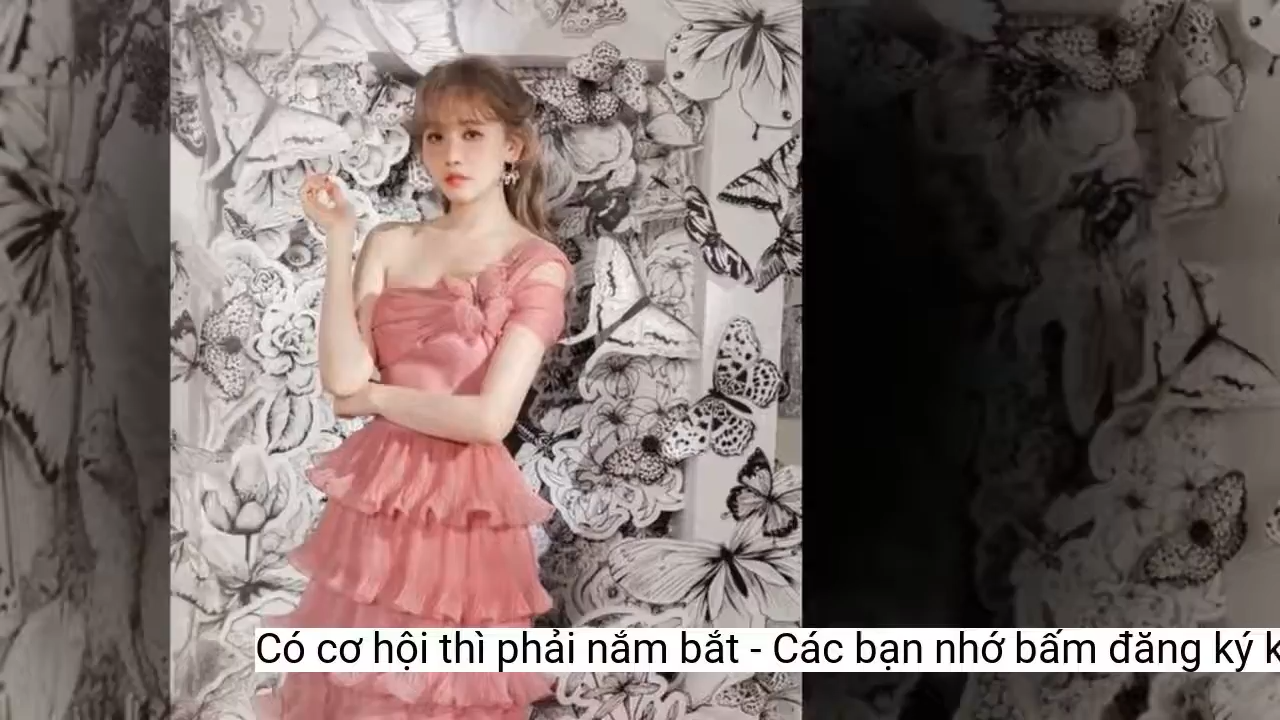 Có cơ hội thì phải nắm bắt - Các bạn nhớ bấm đăng ký